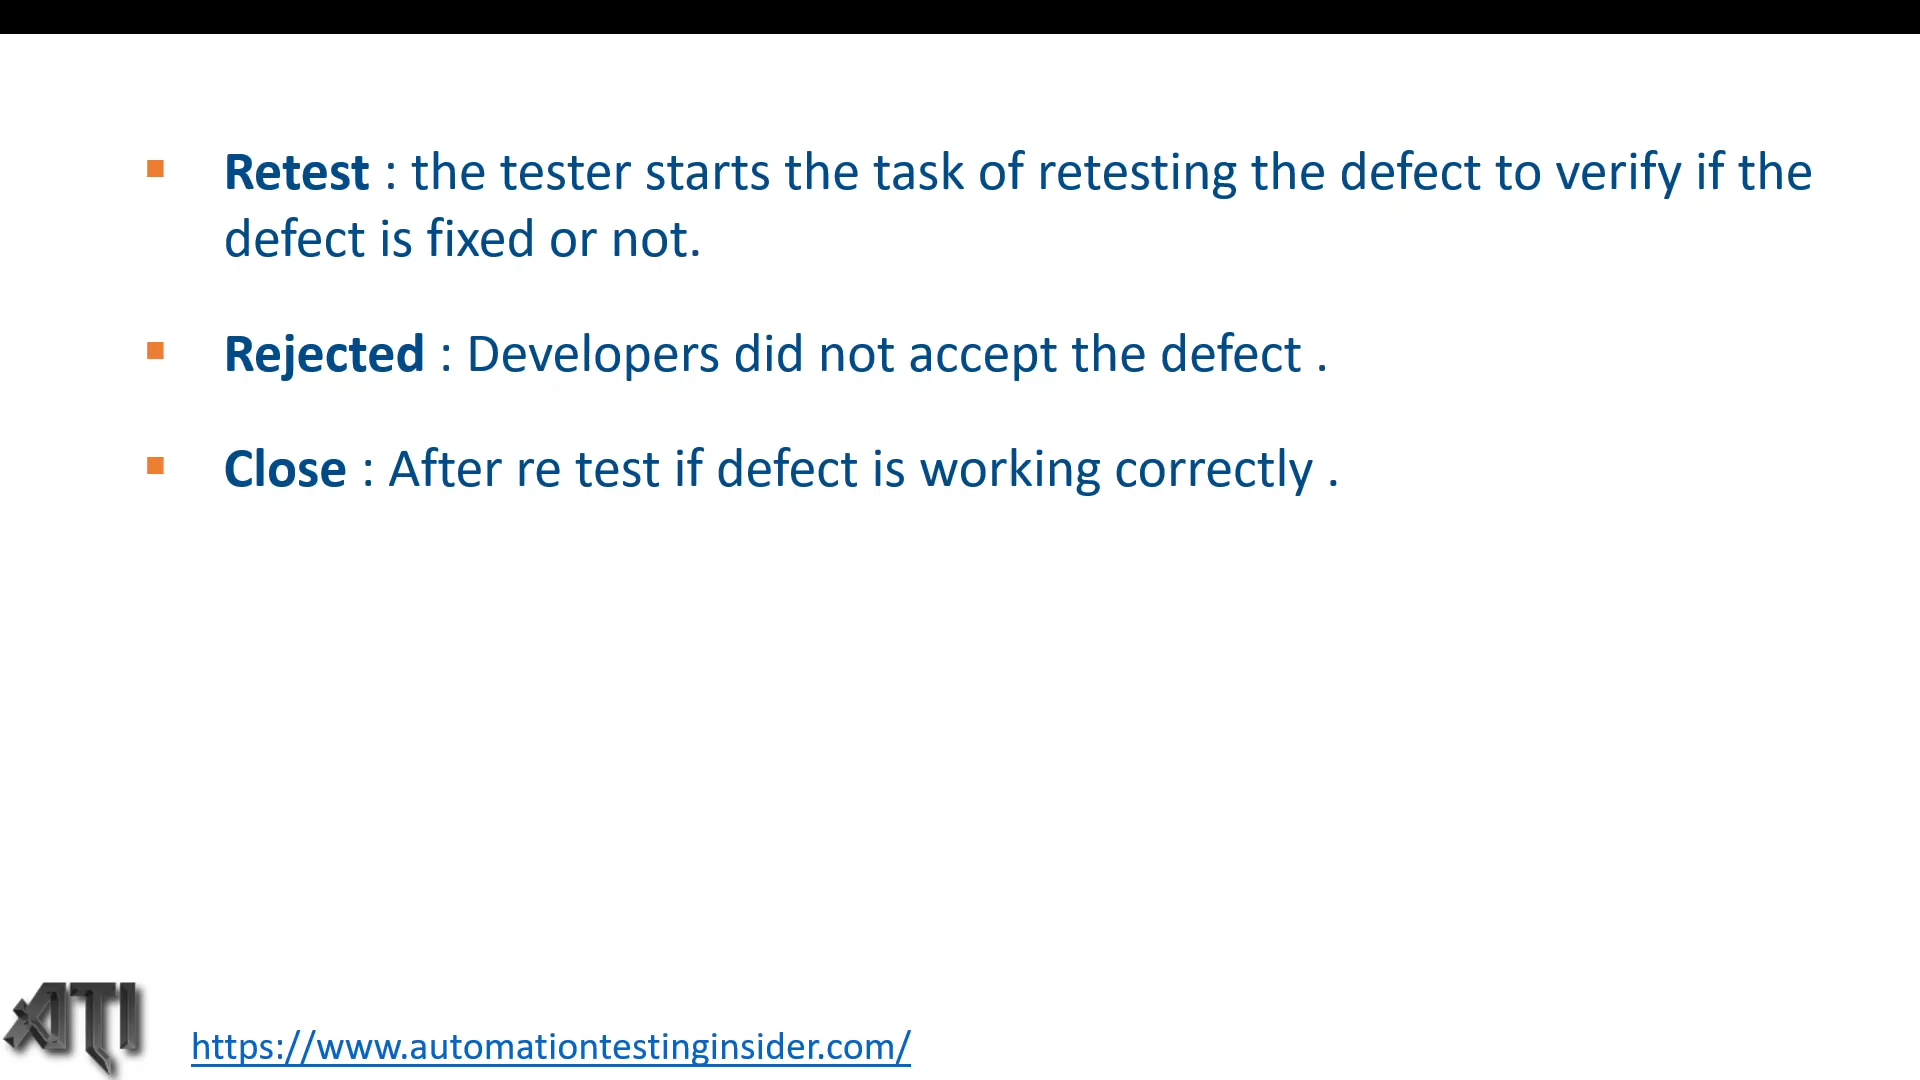 Retest : the tester starts the task of retesting the defect to verify if the
defect is fixed or not.
Rejected : Developers did not accept the defect .
Close : After re test if defect is working correctly .
ATI
https://www.automationtestinginsider.com/